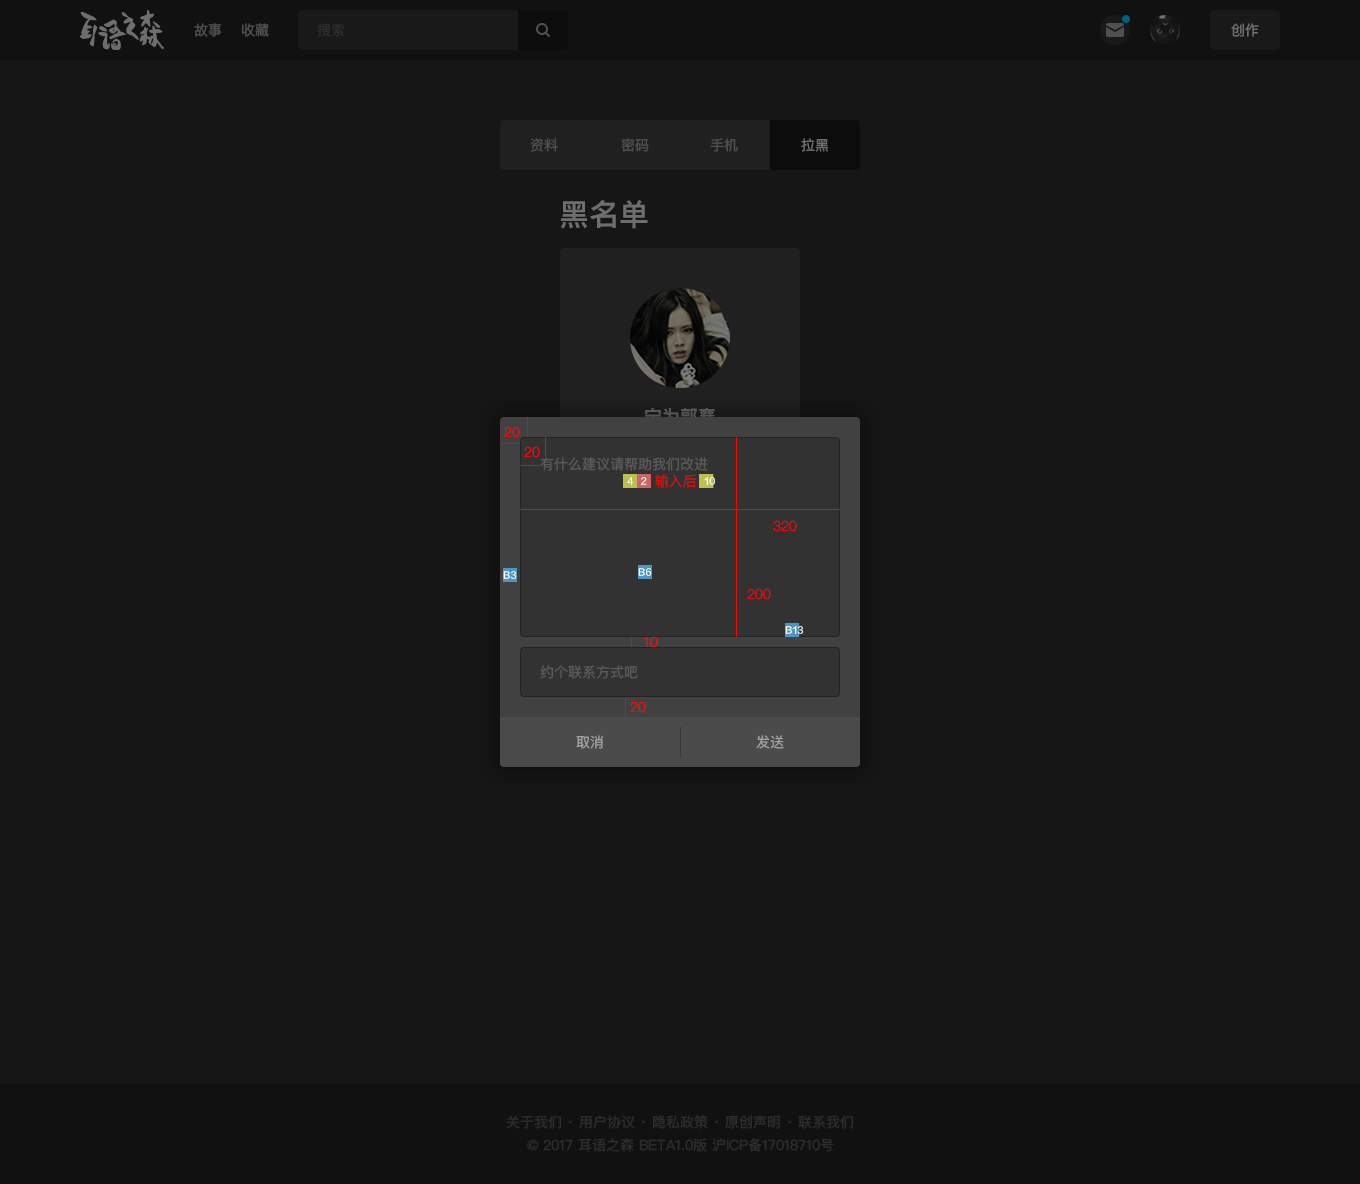 耳语之森
故事 收藏 搜索 创作
资料 密码 手机 拉黑
黑名单
20
20
有什么建议请帮助我们改进
4 2 输入后 10
320
B3 B6
200
B13
10
约个联系方式吧
20
取消 发送
关于我们 · 用户协议 · 隐私政策 · 原创声明 · 联系我们
© 2017 耳语之森 BETA1.0版 沪ICP备17018710号